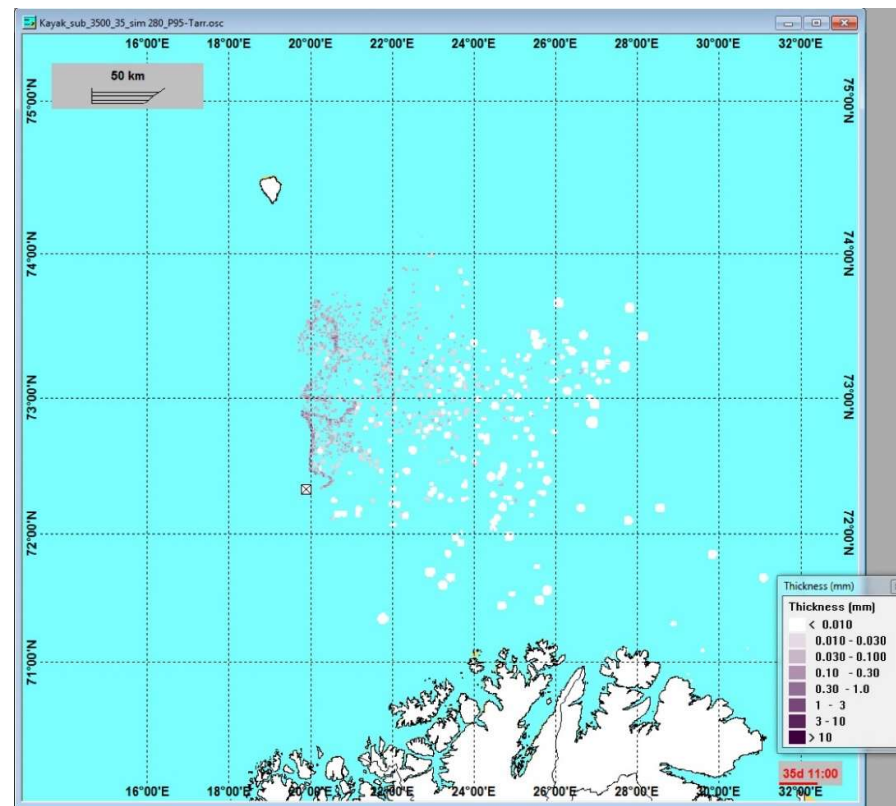 Kayak_sub_3500_35_sim 280_P95-Tarr.osc
16°00'E 18°00'E 20°00'E 22°00'E 24°00'E 26°00'E 28°00'E 30°00'E 32°00'E
50 km
75°00'N 75°00'N
74°00'N 74°00'N
73°00'N 73°00'N
72°00'N 72°00'N
71°00'N
Thickness (mm)
Thickness (mm)
< 0.010
0.010 - 0.030
0.030 - 0.100
0.10 - 0.30
0.30 - 1.0
1 - 3
3 - 10
> 10
35d 11:00
16°00'E 18°00'E 20°00'E 22°00'E 24°00'E 26°00'E 28°00'E 30°00'E 32°00'E